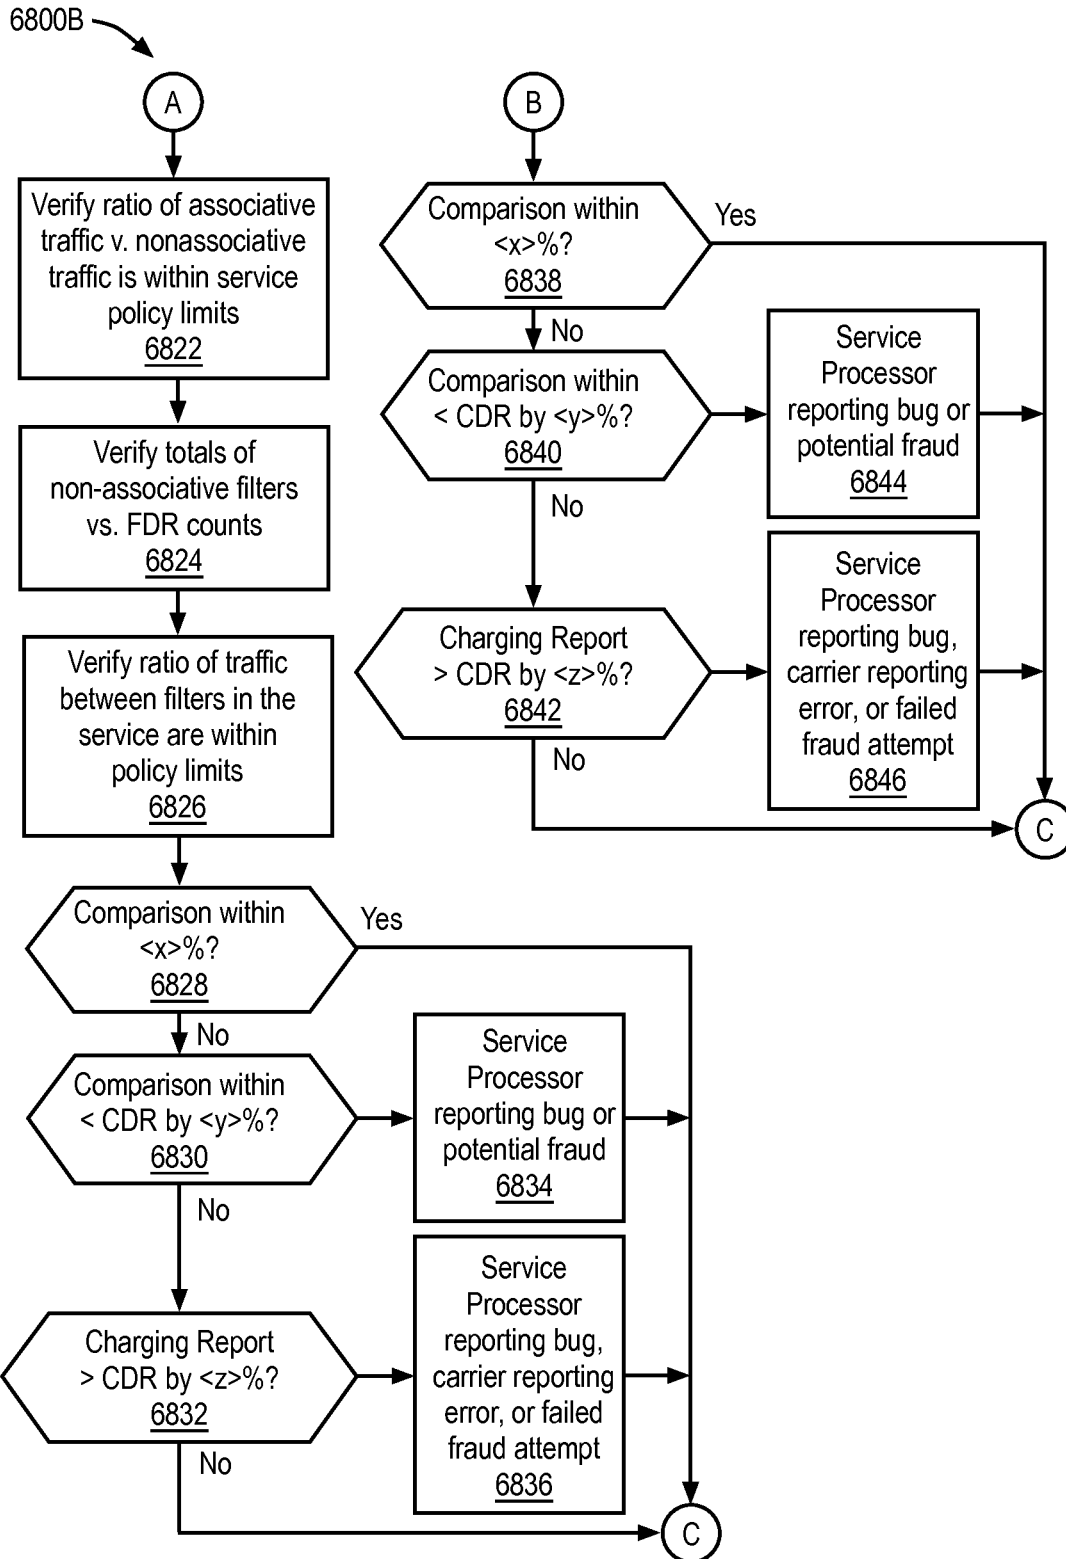 6800B
A
Verify ratio of associative
traffic v. nonassociative
traffic is within service
policy limits
6822
Verify totals of
non-associative filters
vs. FDR counts
6824
Verify ratio of traffic
between filters in the
service are within
policy limits
6826
Comparison within
<x>%?
6828
Yes
No
Comparison within
< CDR by <y>%?
6830
No
Service
Processor
reporting bug or
potential fraud
6834
Charging Report
> CDR by <z>%?
6832
No
Service
Processor
reporting bug,
carrier reporting
error, or failed
fraud attempt
6836
C
B
Comparison within
<x>%?
6838
Yes
No
Comparison within
< CDR by <y>%?
6840
No
Service
Processor
reporting bug or
potential fraud
6844
Charging Report
> CDR by <z>%?
6842
No
Service
Processor
reporting bug,
carrier reporting
error, or failed
fraud attempt
6846
C